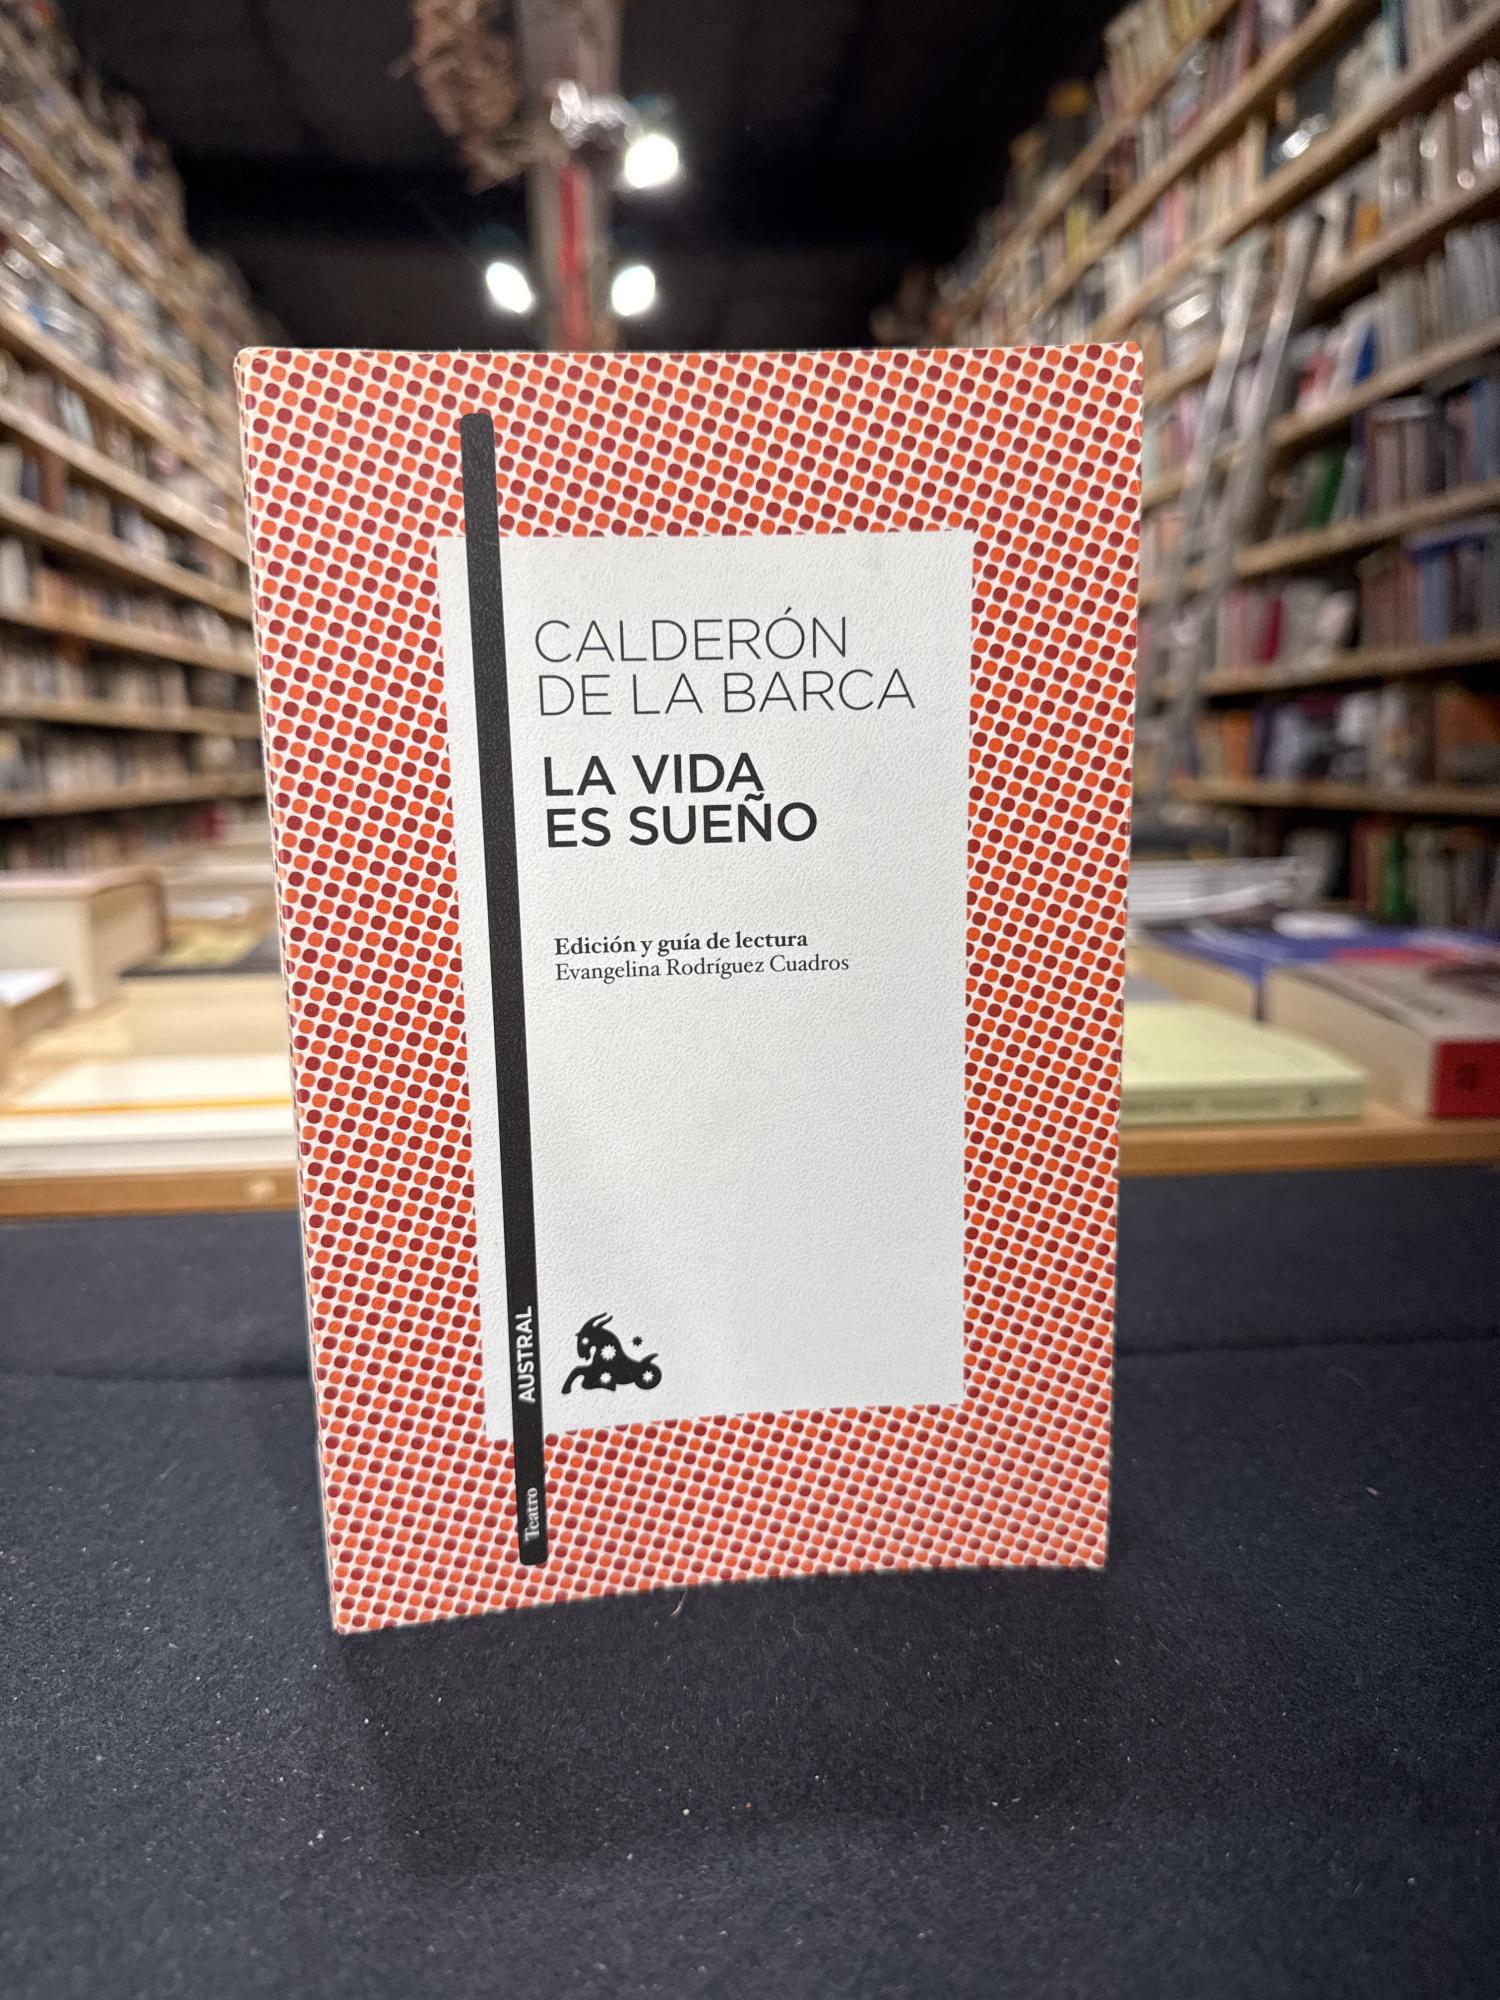 CALDERÓN
DE LA BARCA
LA VIDA
ES SUEÑO
Edición y guía de lectura
Evangelina Rodríguez Cuadros
AUSTRAL
Teatro